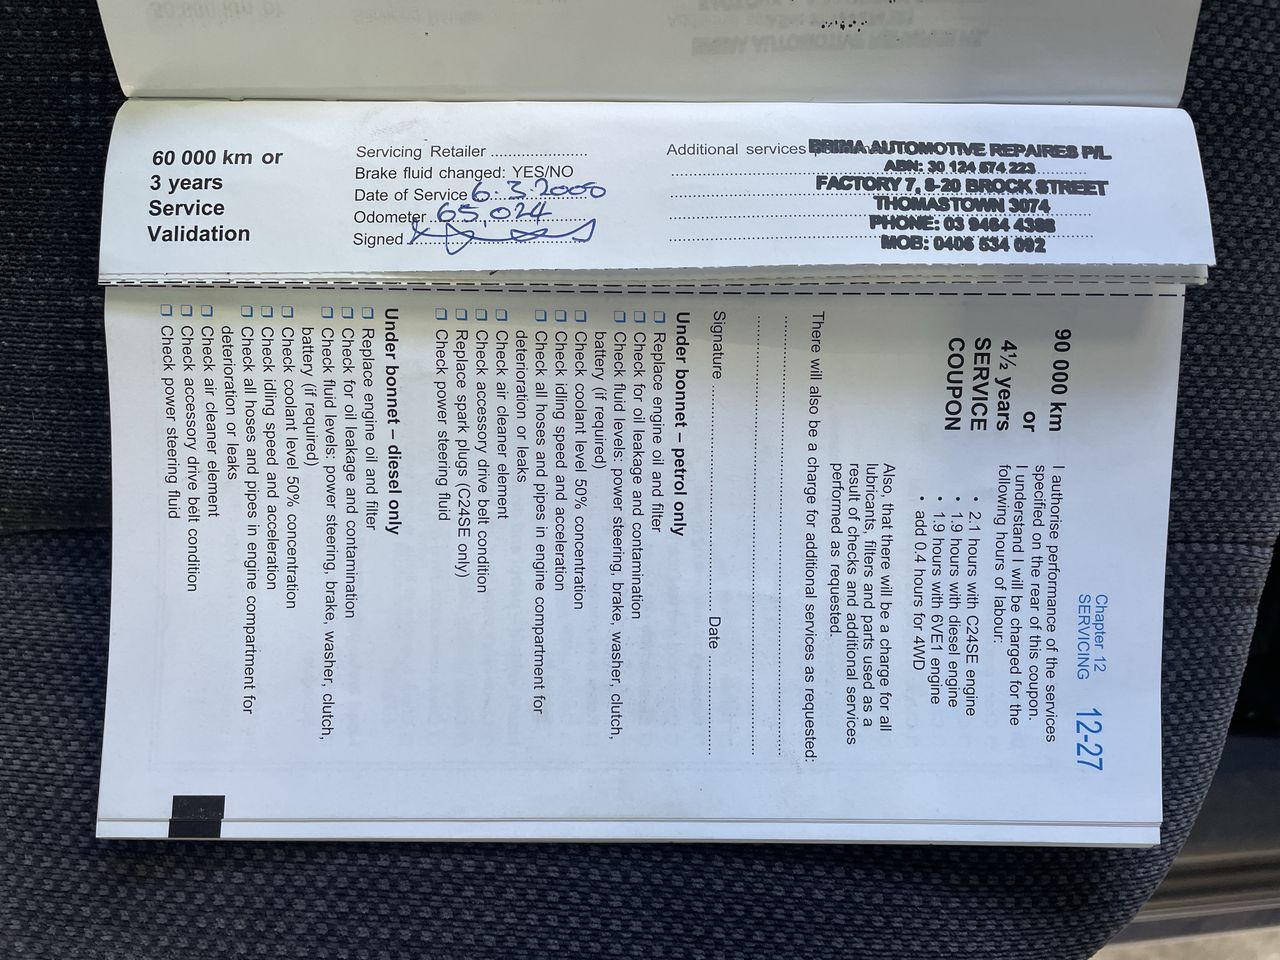 60 000 km or
3 years
Service
Validation
Servicing Retailer ........................
Brake fluid changed: YES/NO
Date of Service 6.3.2000
Odometer 65,024
Signed
Additional services
BRIMA AUTOMOTIVE REPAIRES P/L
ABN: 30 124 674 223
FACTORY 7, 8-20 BROCK STREET
THOMASTOWN 3074
PHONE: 03 9464 4388
MOB: 0406 534 092
Chapter 12
SERVICING 12-27
90 000 km
or
4½ years
SERVICE
COUPON
I authorise performance of the services
specified on the rear of this coupon.
I understand I will be charged for the
following hours of labour:
• 2.1 hours with C24SE engine
• 1.9 hours with diesel engine
• 1.9 hours with 6VE1 engine
• add 0.4 hours for 4WD
Also, that there will be a charge for all
lubricants, filters and parts used as a
result of checks and additional services
performed as requested.
There will also be a charge for additional services as requested:
Signature ................................................ Date ......................
Under bonnet – petrol only
❏ Replace engine oil and filter
❏ Check for oil leakage and contamination
❏ Check fluid levels: power steering, brake, washer, clutch,
battery (if required)
❏ Check coolant level 50% concentration
❏ Check idling speed and acceleration
❏ Check all hoses and pipes in engine compartment for
deterioration or leaks
❏ Check air cleaner element
❏ Check accessory drive belt condition
❏ Replace spark plugs (C24SE only)
❏ Check power steering fluid
Under bonnet – diesel only
❏ Replace engine oil and filter
❏ Check for oil leakage and contamination
❏ Check fluid levels: power steering, brake, washer, clutch,
battery (if required)
❏ Check coolant level 50% concentration
❏ Check idling speed and acceleration
❏ Check all hoses and pipes in engine compartment for
deterioration or leaks
❏ Check air cleaner element
❏ Check accessory drive belt condition
❏ Check power steering fluid